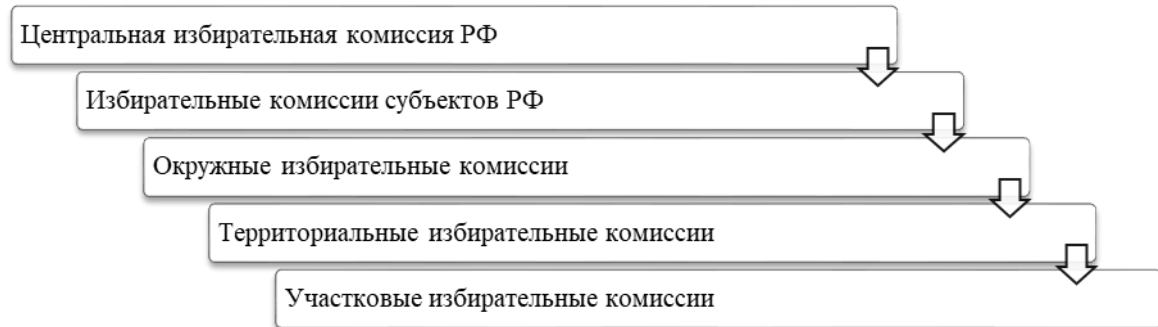 Центральная избирательная комиссия РФ
Избирательные комиссии субъектов РФ
Окружные избирательные комиссии
Территориальные избирательные комиссии
Участковые избирательные комиссии